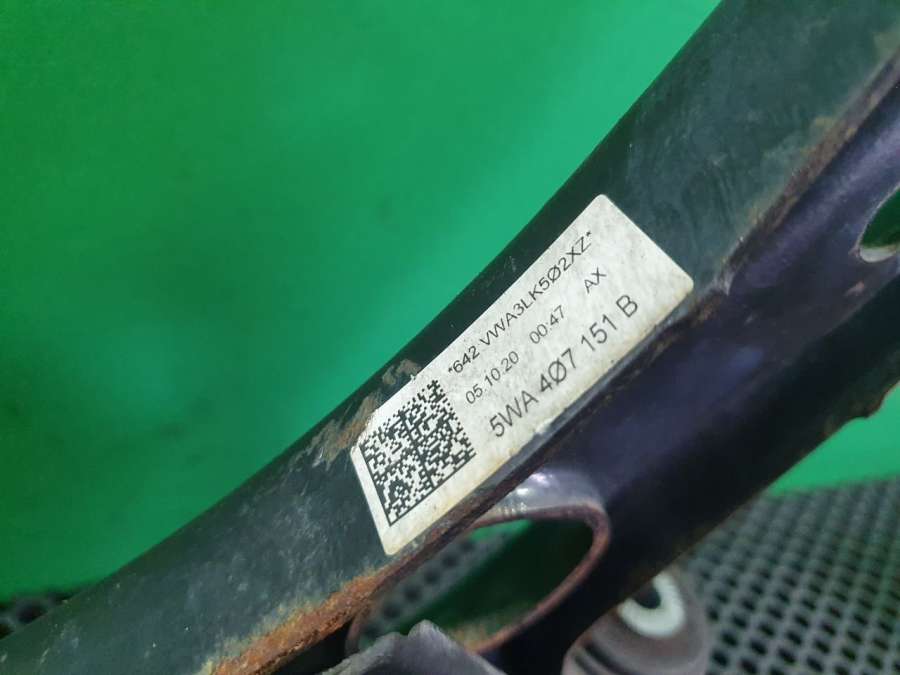 *642 VWA3LK5Ø2XZ*
05.10.20 00:47 AX
5WA 4Ø7 151 B